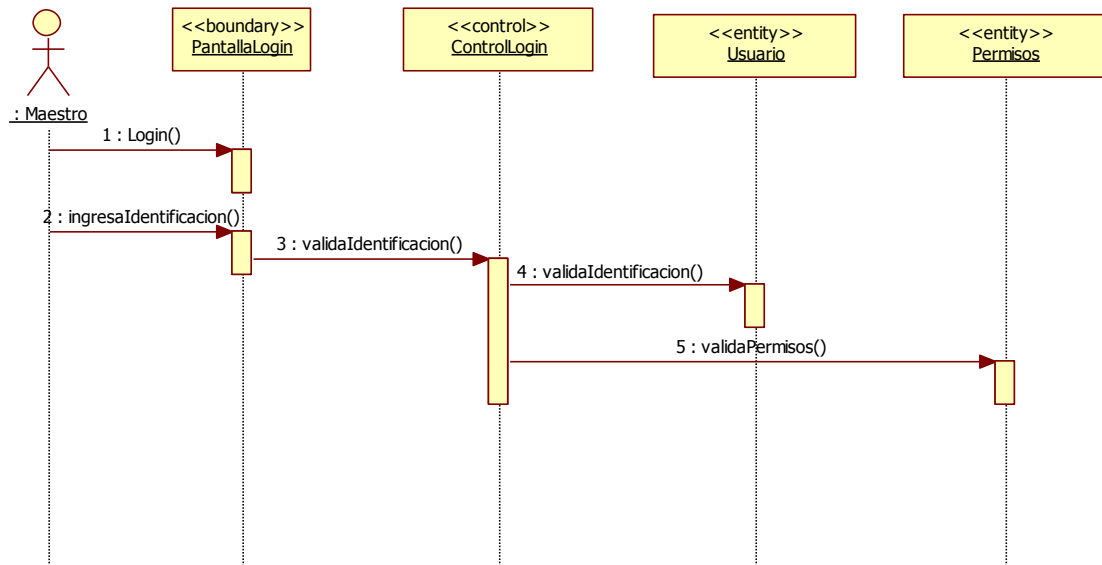 <<boundary>>
PantallaLogin
<<control>>
ControlLogin
<<entity>>
Usuario
<<entity>>
Permisos
: Maestro
1 : Login()
2 : ingresaIdentificacion()
3 : validaIdentificacion()
4 : validaIdentificacion()
5 : validaPermisos()